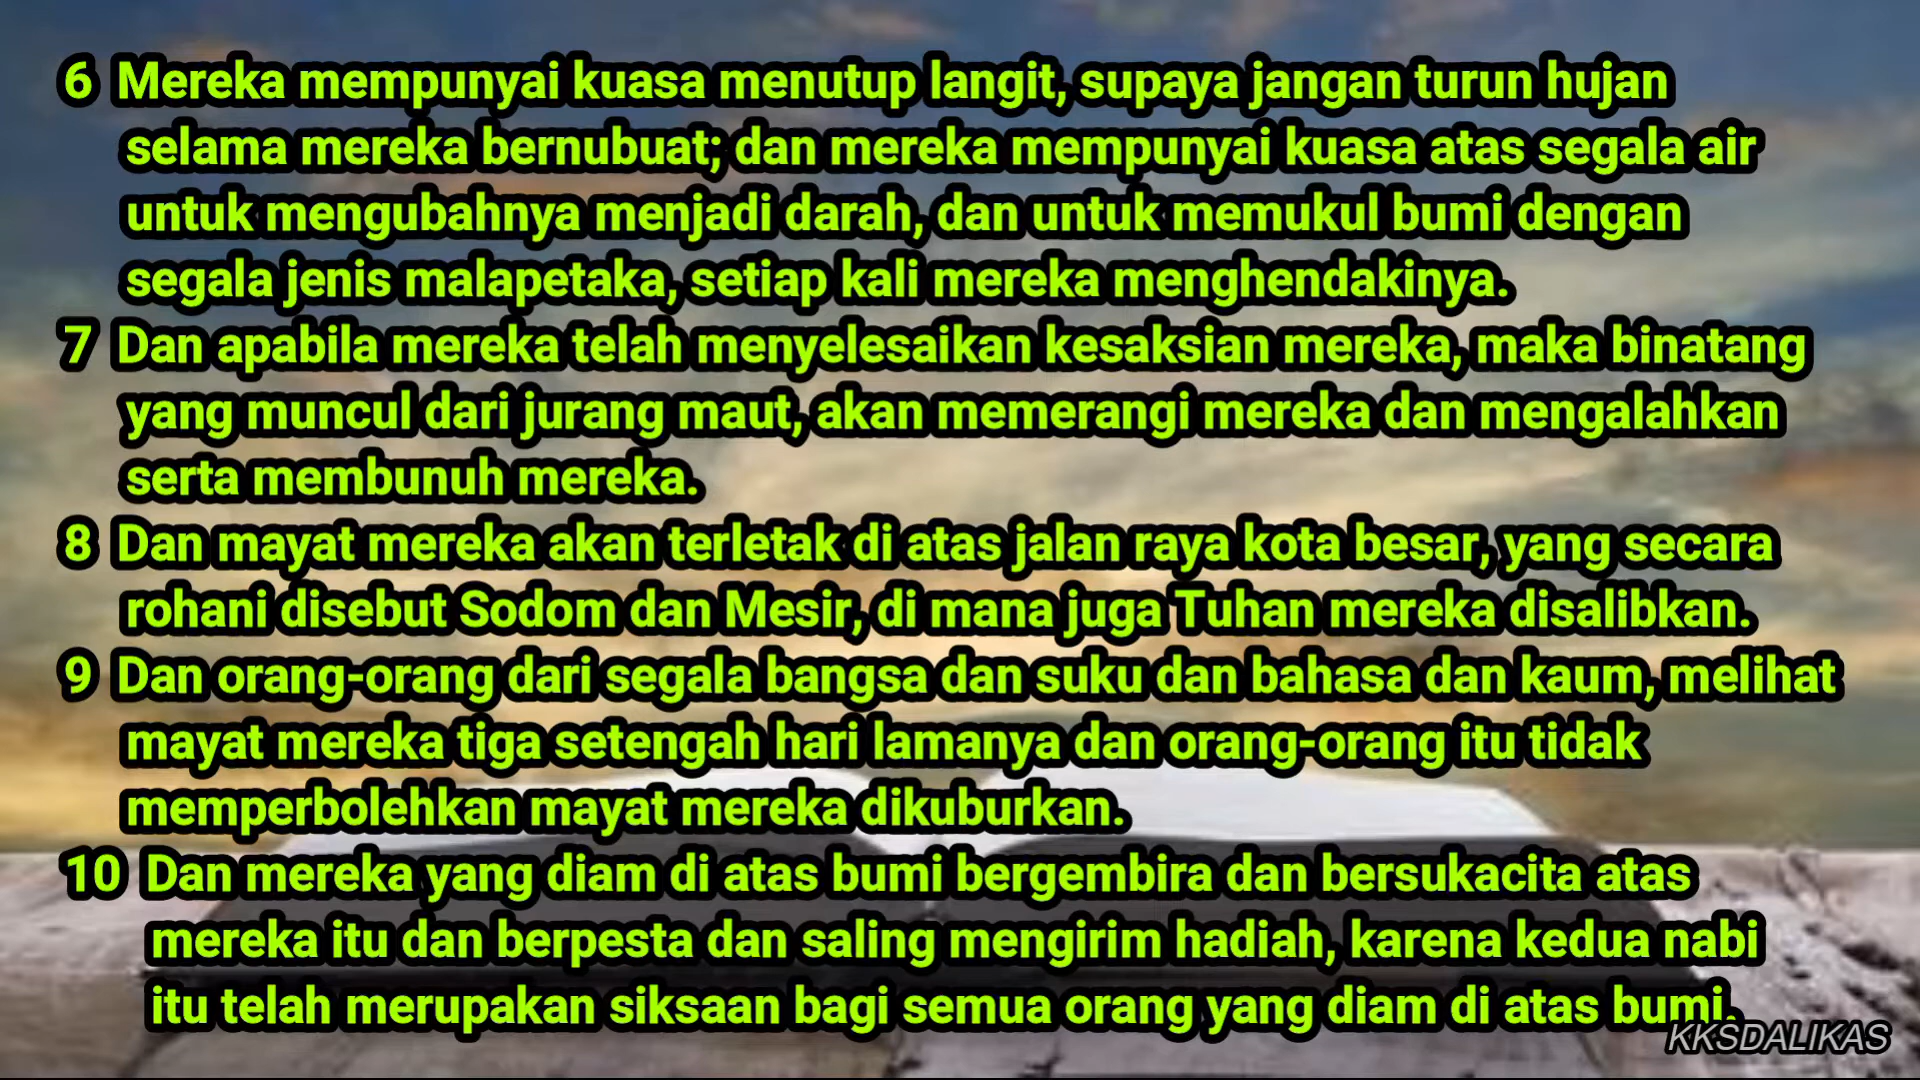 6 Mereka mempunyai kuasa menutup langit, supaya jangan turun hujan
selama mereka bernubuat; dan mereka mempunyai kuasa atas segala air
untuk mengubahnya menjadi darah, dan untuk memukul bumi dengan
segala jenis malapetaka, setiap kali mereka menghendakinya.
7 Dan apabila mereka telah menyelesaikan kesaksian mereka, maka binatang
yang muncul dari jurang maut, akan memerangi mereka dan mengalahkan
serta membunuh mereka.
8 Dan mayat mereka akan terletak di atas jalan raya kota besar, yang secara
rohani disebut Sodom dan Mesir, di mana juga Tuhan mereka disalibkan.
9 Dan orang-orang dari segala bangsa dan suku dan bahasa dan kaum, melihat
mayat mereka tiga setengah hari lamanya dan orang-orang itu tidak
memperbolehkan mayat mereka dikuburkan.
10 Dan mereka yang diam di atas bumi bergembira dan bersukacita atas
mereka itu dan berpesta dan saling mengirim hadiah, karena kedua nabi
itu telah merupakan siksaan bagi semua orang yang diam di atas bumi.
KKSDALIKAS